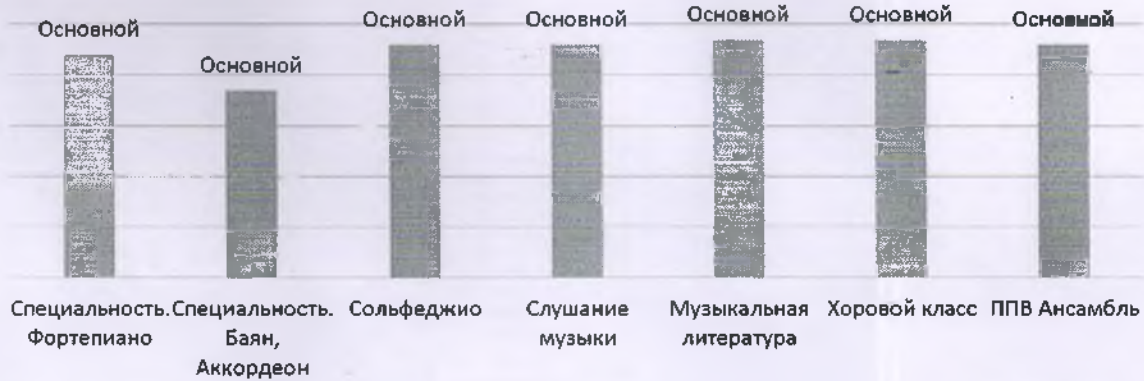 Основной
Основной
Основной
Основной
Основной
Основной
Основной
Специальность.
Фортепиано
Специальность.
Баян,
Аккордеон
Сольфеджио
Слушание
музыки
Музыкальная
литература
Хоровой класс
ППВ Ансамбль